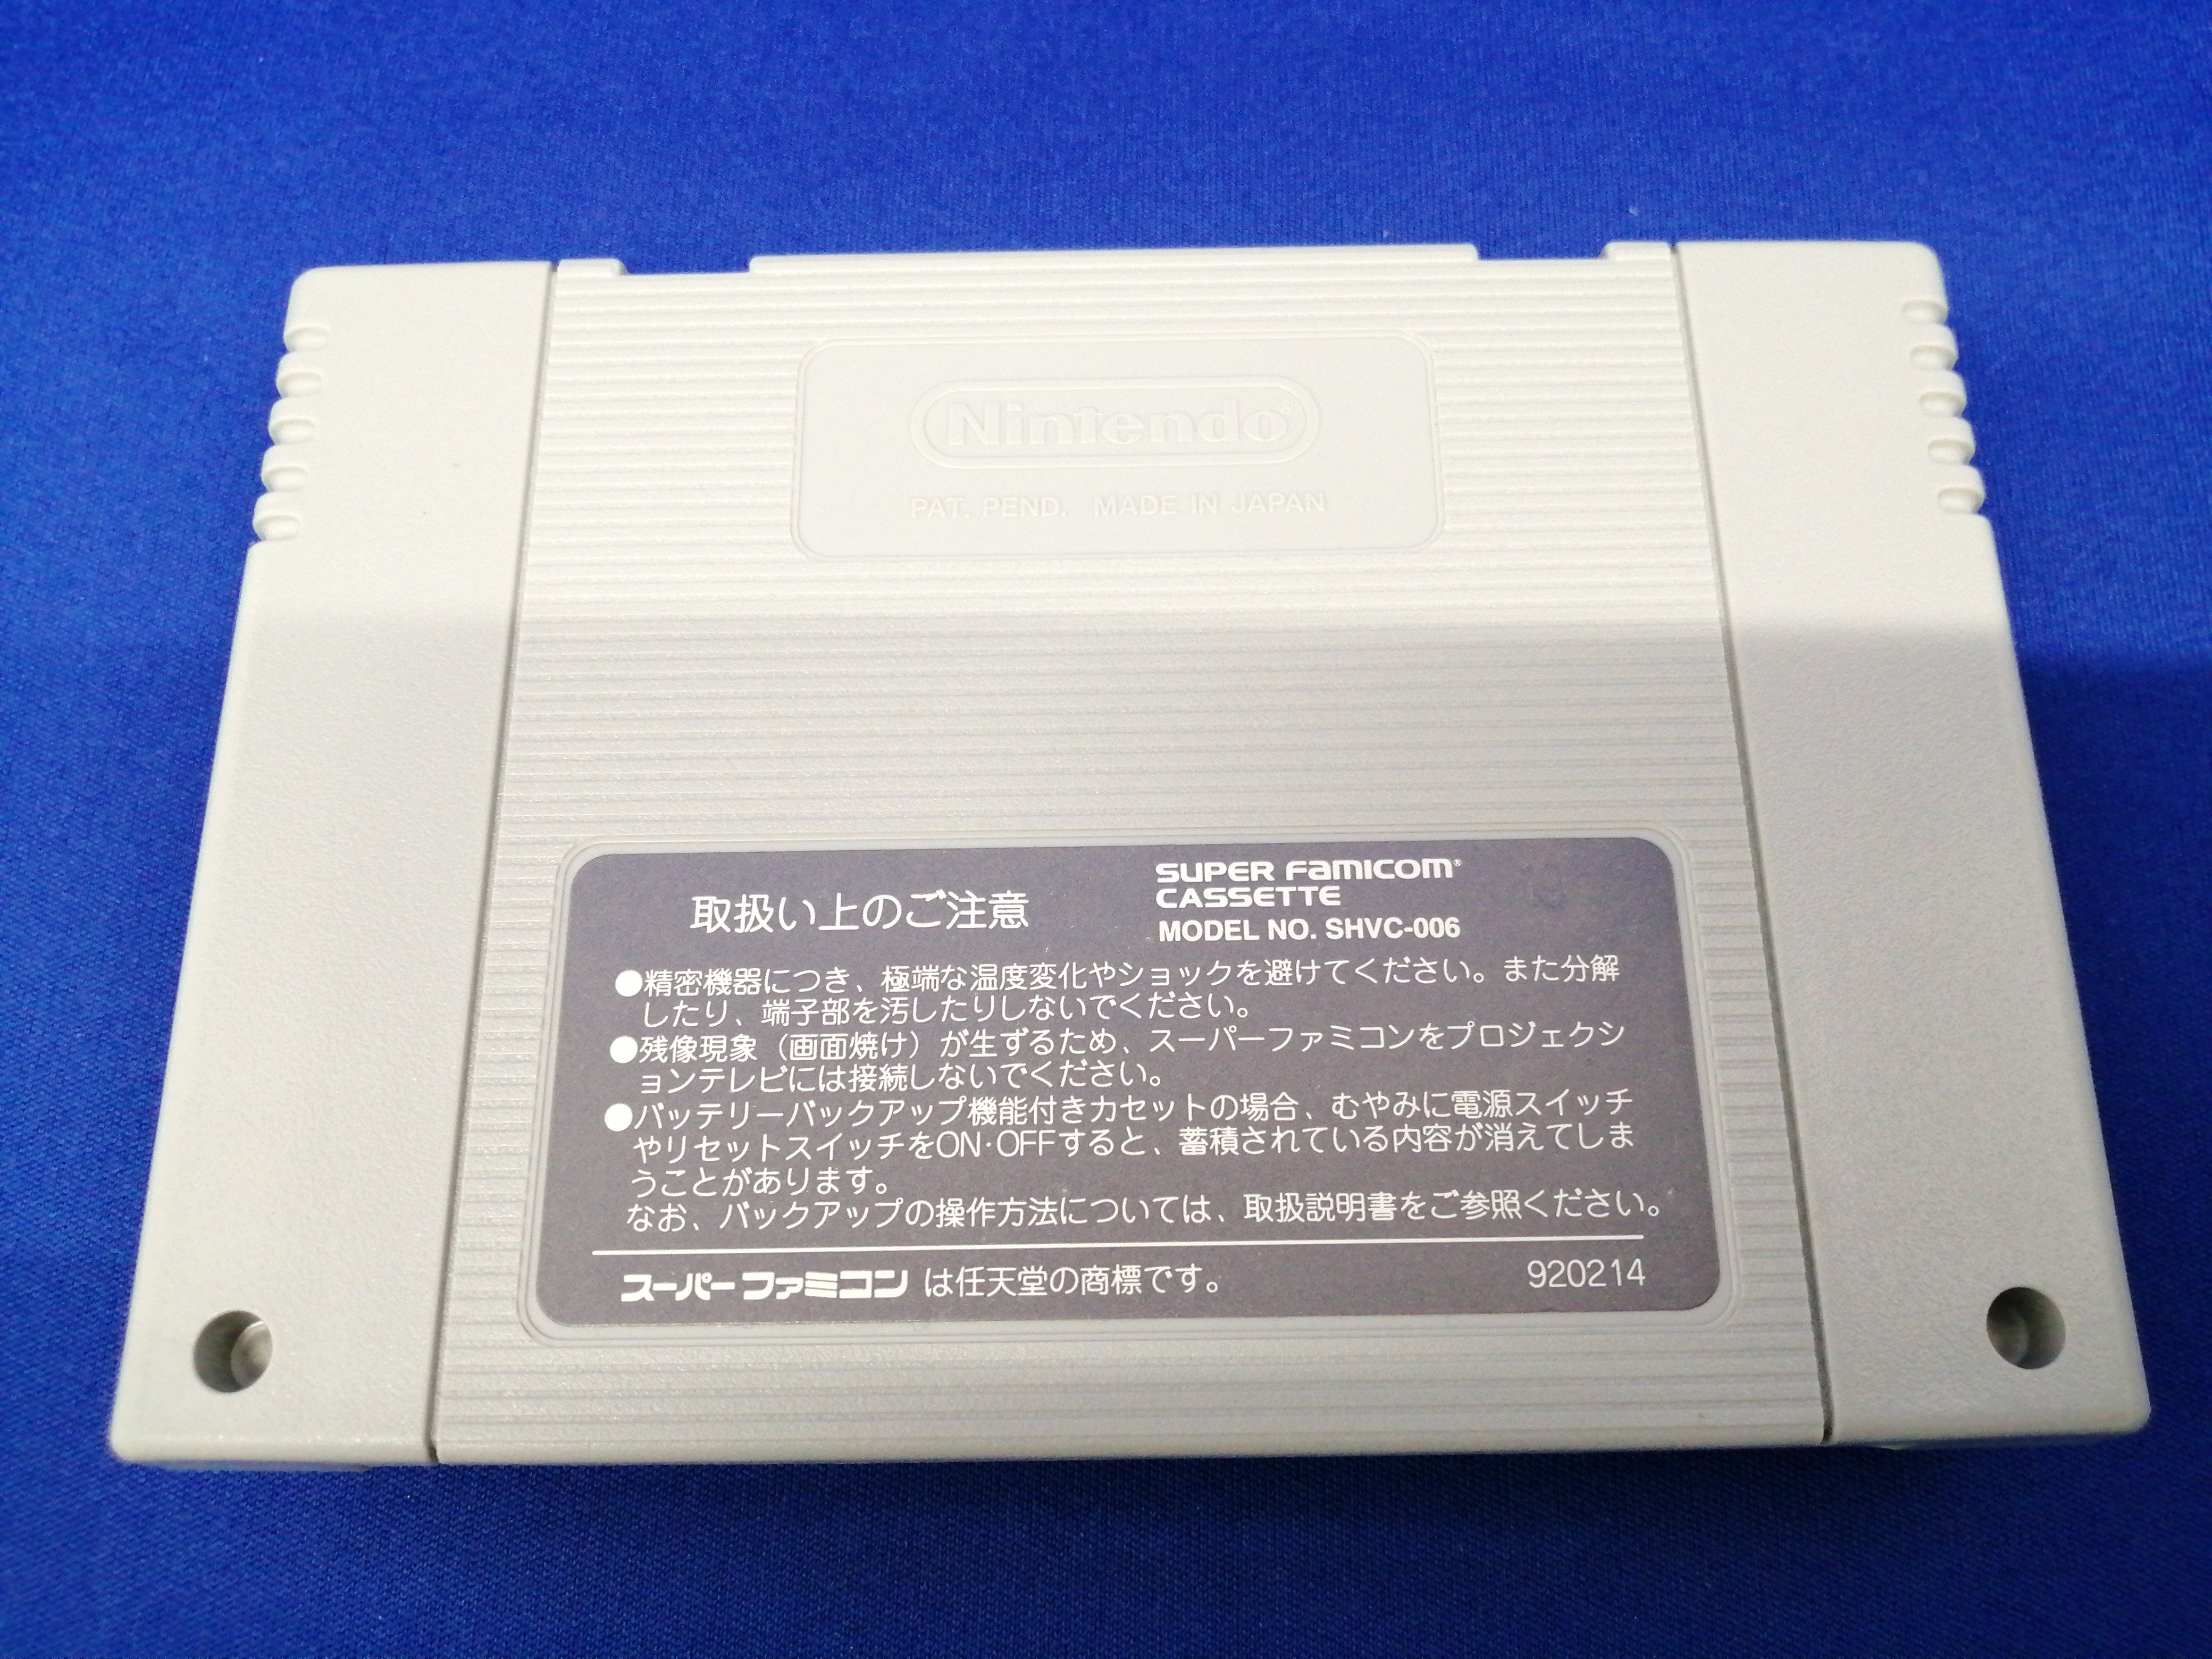 Nintendo®
PAT. PEND. MADE IN JAPAN
取扱い上のご注意
SUPER FAMICOM®
CASSETTE
MODEL NO. SHVC-006
●精密機器につき、極端な温度変化やショックを避けてください。また分解
したり、端子部を汚したりしないでください。
●残像現象（画面焼け）が生ずるため、スーパーファミコンをプロジェクシ
ョンテレビには接続しないでください。
●バッテリーバックアップ機能付きカセットの場合、むやみに電源スイッチ
やリセットスイッチをON·OFFすると、蓄積されている内容が消えてしま
うことがあります。
なお、バックアップの操作方法については、取扱説明書をご参照ください。
スーパーファミコン は任天堂の商標です。
920214